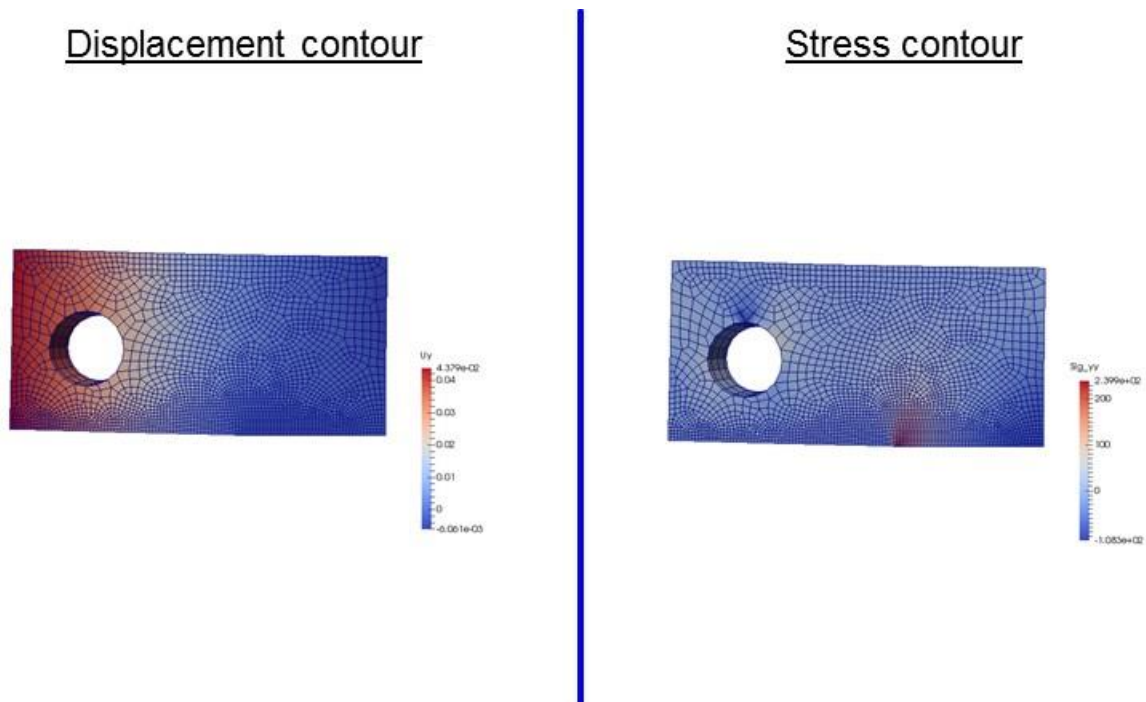 Displacement contour
Stress contour
Uy
4.379e-02
0.04
0.03
0.02
0.01
0
-6.061e-03
Sig_yy
2.399e+02
200
100
0
-1.083e+02